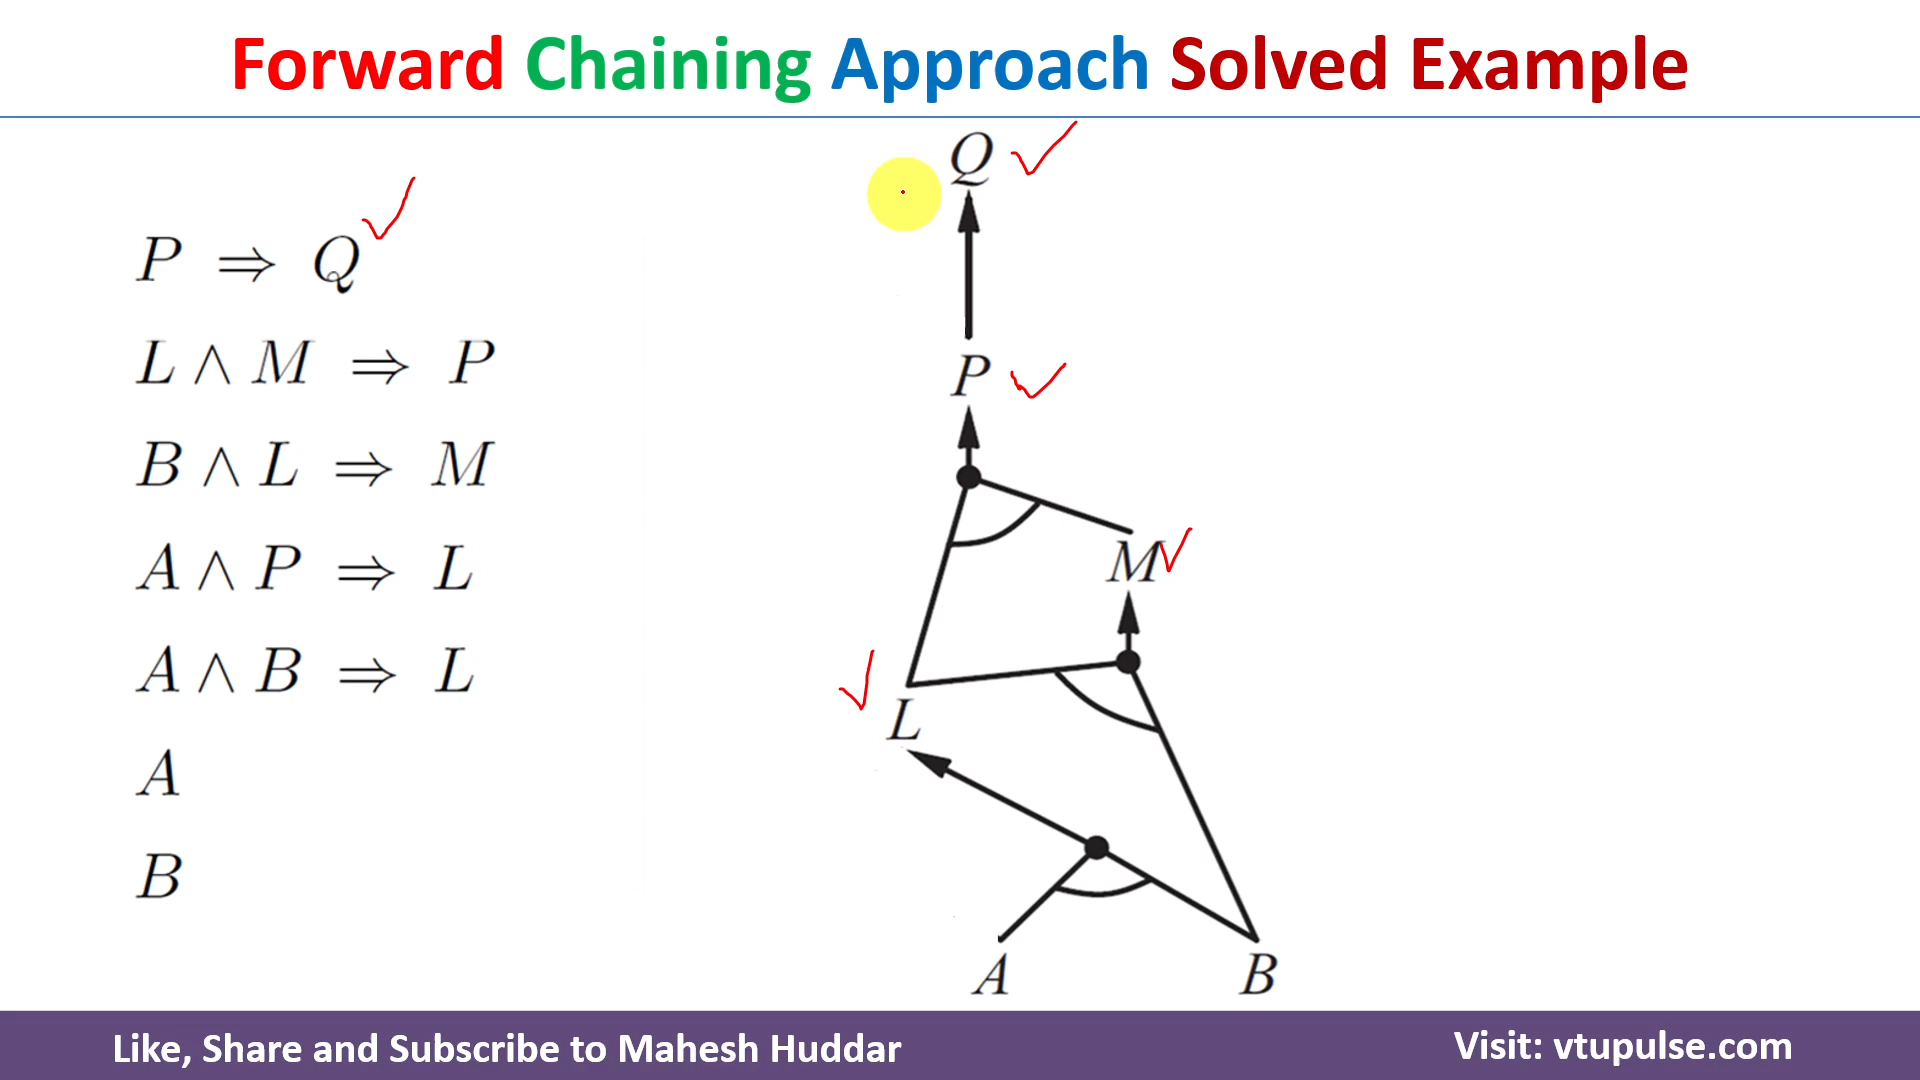 Forward Chaining Approach Solved Example
P ⇒ Q
L ∧ M ⇒ P
B ∧ L ⇒ M
A ∧ P ⇒ L
A ∧ B ⇒ L
A
B
Q
P
M
L
A
B
Like, Share and Subscribe to Mahesh Huddar
Visit: vtupulse.com